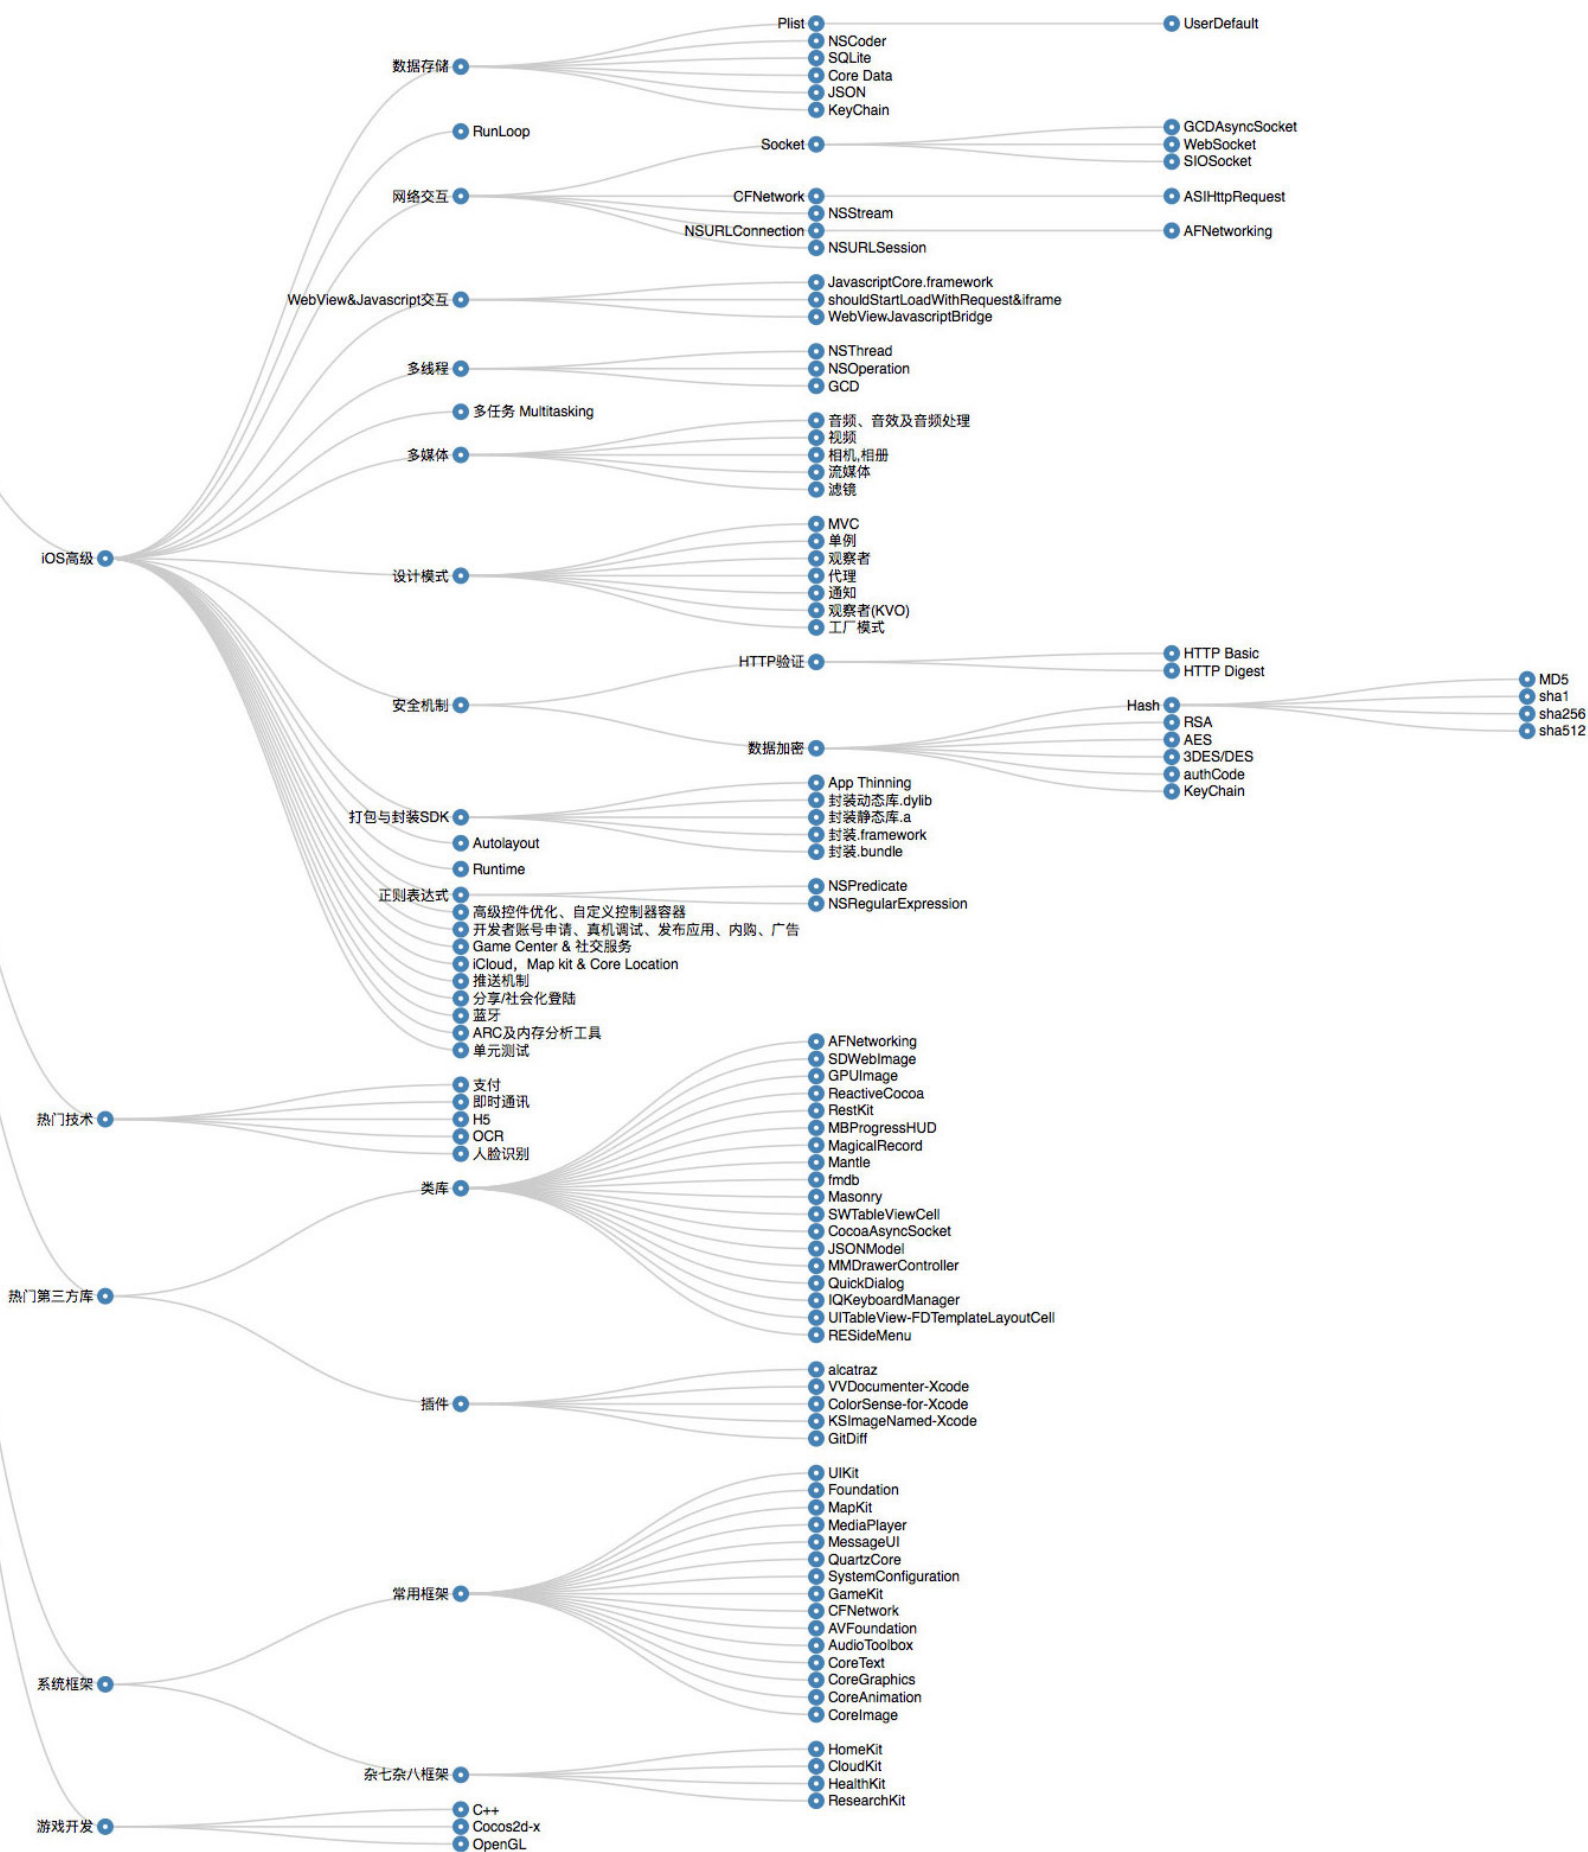 Plist
UserDefault
NSCoder
SQLite
数据存储
Core Data
JSON
KeyChain
RunLoop
GCDAsyncSocket
Socket
WebSocket
SIOSocket
网络交互
CFNetwork
ASIHttpRequest
NSStream
NSURLConnection
AFNetworking
NSURLSession
JavascriptCore.framework
WebView&Javascript交互
shouldStartLoadWithRequest&iframe
WebViewJavascriptBridge
NSThread
多线程
NSOperation
GCD
多任务 Multitasking
音频、音效及音频处理
视频
多媒体
相机,相册
流媒体
滤镜
MVC
单例
iOS高级
观察者
设计模式
代理
通知
观察者(KVO)
工厂模式
HTTP验证
HTTP Basic
HTTP Digest
MD5
sha1
安全机制
Hash
sha256
RSA
sha512
AES
数据加密
3DES/DES
authCode
KeyChain
App Thinning
封装动态库.dylib
打包与封装SDK
封装静态库.a
封装.framework
Autolayout
封装.bundle
Runtime
正则表达式
NSPredicate
NSRegularExpression
高级控件优化、自定义控制器容器
开发者账号申请、真机调试、发布应用、内购、广告
Game Center & 社交服务
iCloud，Map kit & Core Location
推送机制
分享/社会化登陆
蓝牙
ARC及内存分析工具
单元测试
热门技术
支付
即时通讯
H5
OCR
人脸识别
AFNetworking
SDWebImage
GPUImage
ReactiveCocoa
RestKit
MBProgressHUD
MagicalRecord
Mantle
fmdb
类库
Masonry
SWTableViewCell
CocoaAsyncSocket
JSONModel
MMDrawerController
QuickDialog
热门第三方库
IQKeyboardManager
UITableView-FDTemplateLayoutCell
RESideMenu
alcatraz
VVDocumenter-Xcode
插件
ColorSense-for-Xcode
KSImageNamed-Xcode
GitDiff
UIKit
Foundation
MapKit
MediaPlayer
MessageUI
QuartzCore
SystemConfiguration
常用框架
GameKit
CFNetwork
AVFoundation
AudioToolbox
CoreText
系统框架
CoreGraphics
CoreAnimation
CoreImage
HomeKit
CloudKit
杂七杂八框架
HealthKit
ResearchKit
游戏开发
C++
Cocos2d-x
OpenGL